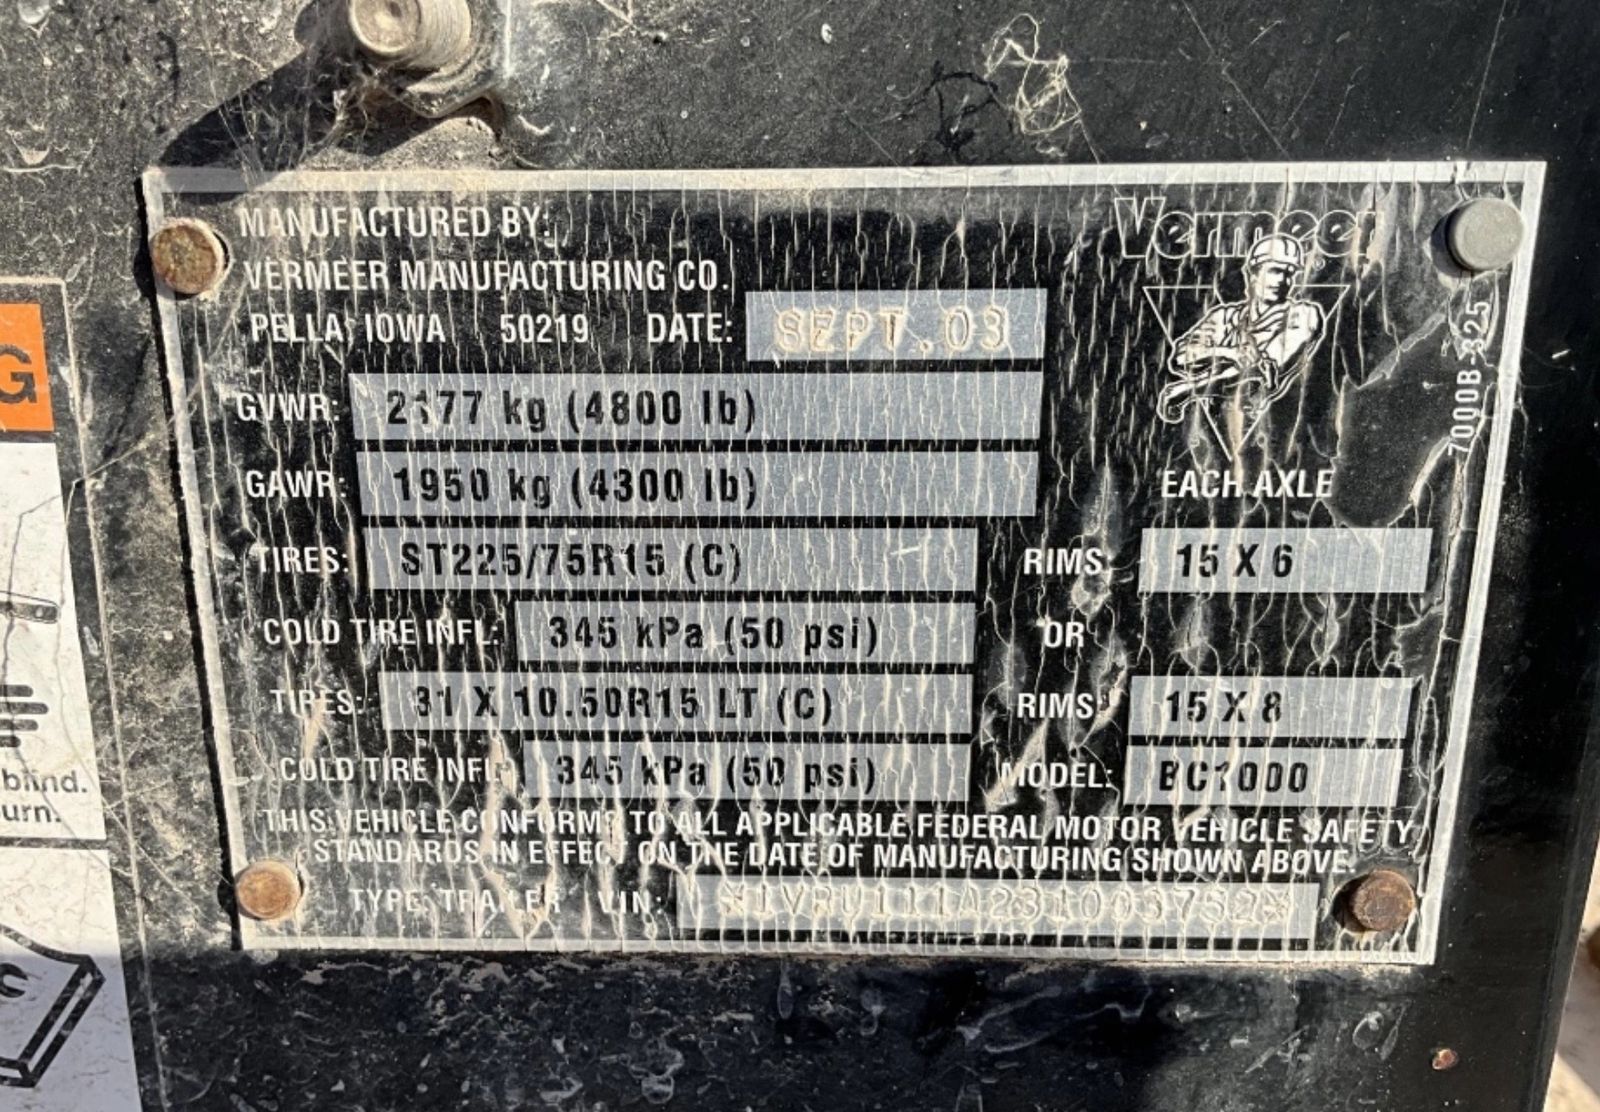 MANUFACTURED BY:
VERMEER MANUFACTURING CO.
PELLA, IOWA 50219 DATE: SEPT.03
Vermeer
®
7000B-325
GVWR: 2177 kg (4800 lb)
GAWR: 1950 kg (4300 lb) EACH AXLE
TIRES: ST225/75R15 (C) RIMS: 15 X 6
COLD TIRE INFL: 345 kPa (50 psi) OR
TIRES: 31 X 10.50R15 LT (C) RIMS: 15 X 8
COLD TIRE INFL: 345 kPa (50 psi) MODEL: BC1000
THIS VEHICLE CONFORMS TO ALL APPLICABLE FEDERAL MOTOR VEHICLE SAFETY
STANDARDS IN EFFECT ON THE DATE OF MANUFACTURING SHOWN ABOVE.
TYPE: TRAILER VIN:
G
blind.
urn.